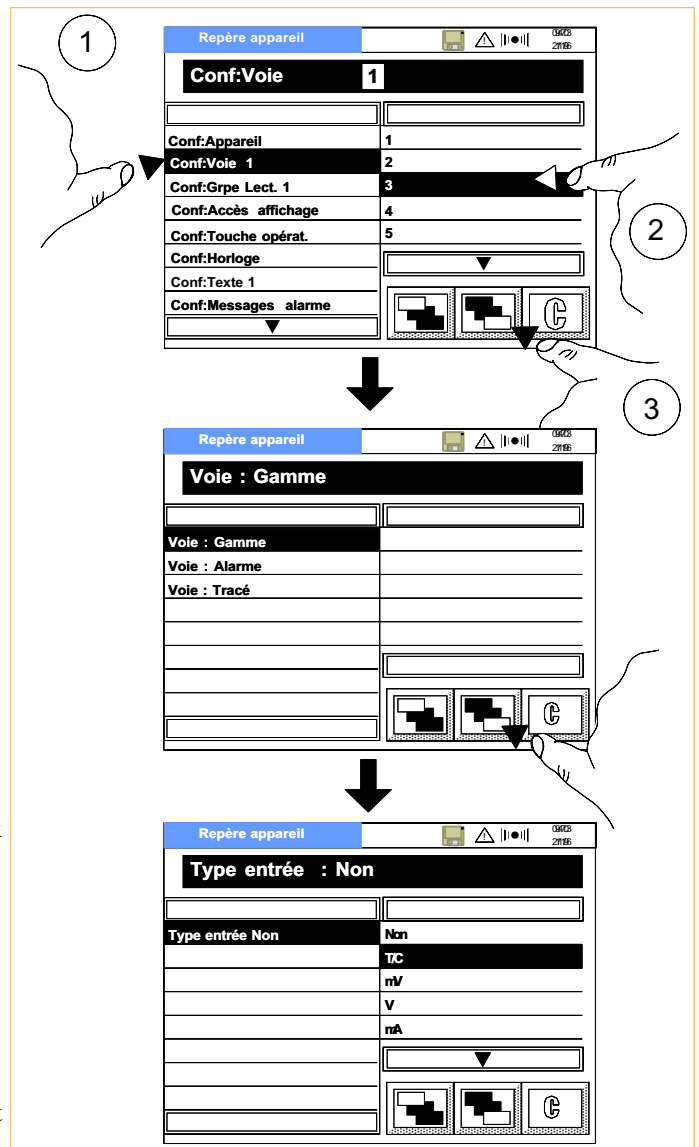 1
Repère appareil
Conf:Voie 1
Conf:Appareil
Conf:Voie 1
Conf:Grpe Lect. 1
Conf:Accès affichage
Conf:Touche opérat.
Conf:Horloge
Conf:Texte 1
Conf:Messages alarme
1
2
3
4
5
C
2
3
Repère appareil
Voie : Gamme
Voie : Gamme
Voie : Alarme
Voie : Tracé
C
Repère appareil
Type entrée : Non
Type entrée Non
Non
T/C
mV
V
mA
C